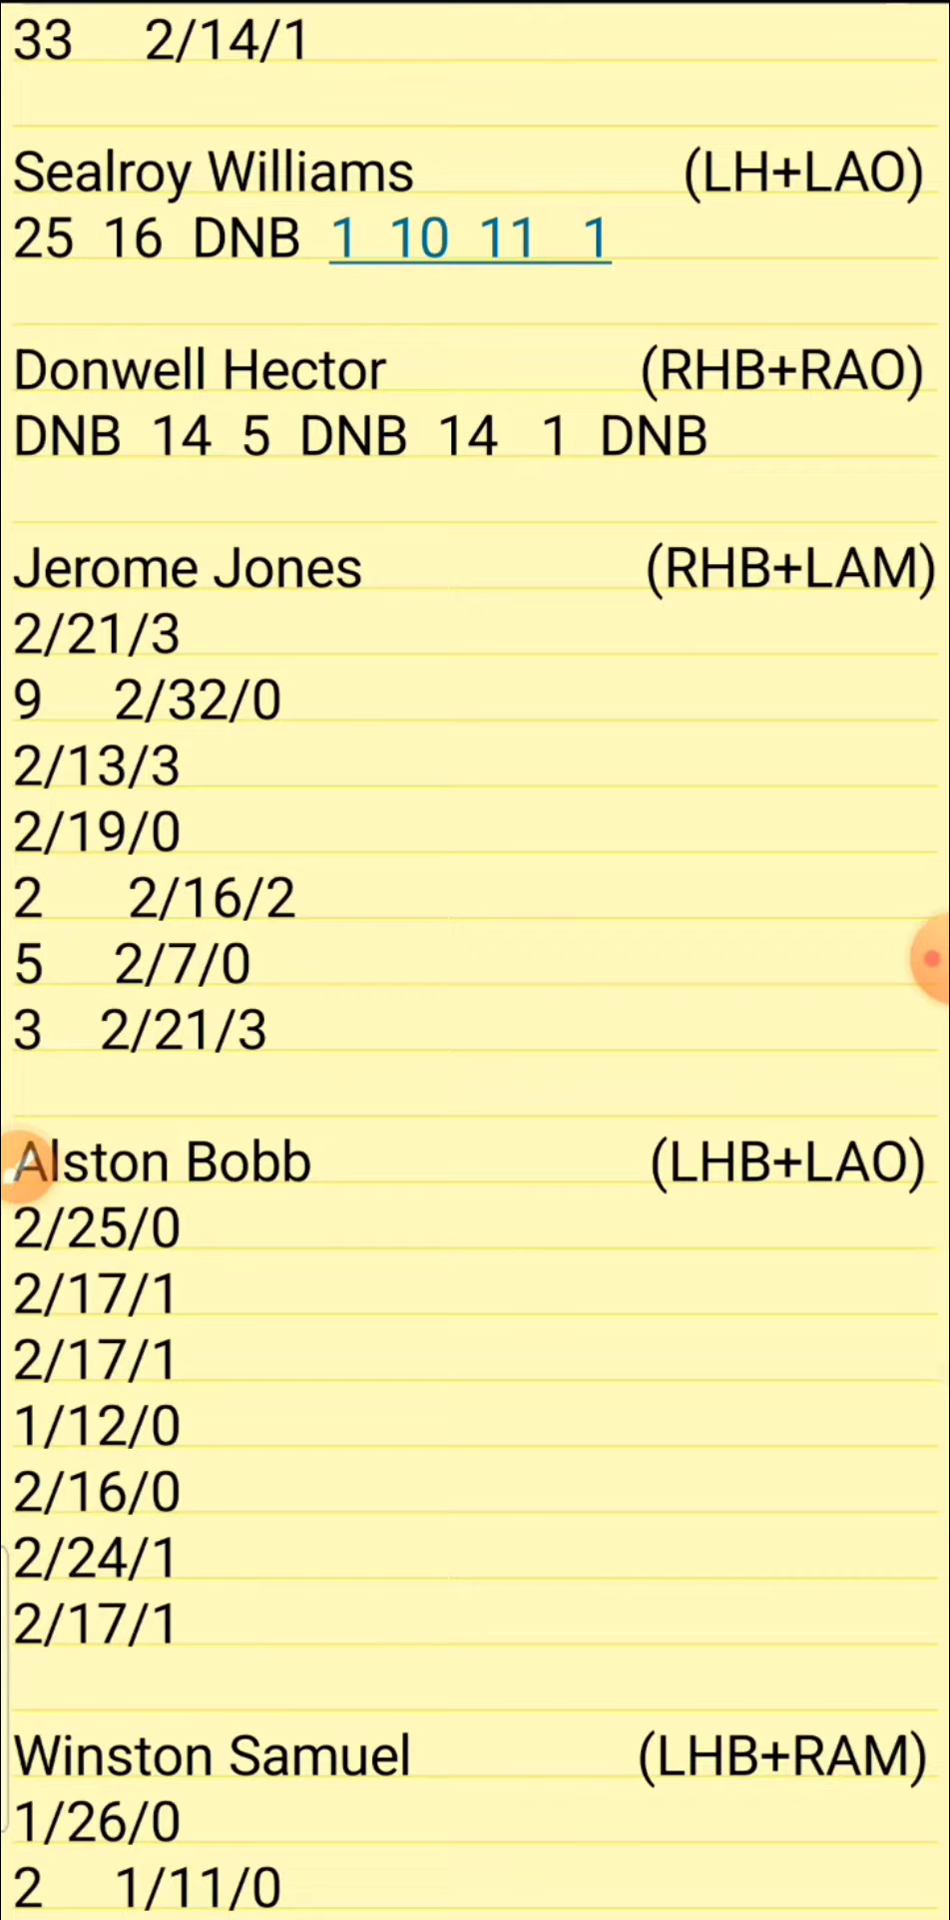 33 2/14/1
Sealroy Williams (LH+LAO)
25 16 DNB 1 10 11 1
Donwell Hector (RHB+RAO)
DNB 14 5 DNB 14 1 DNB
Jerome Jones (RHB+LAM)
2/21/3
9 2/32/0
2/13/3
2/19/0
2 2/16/2
5 2/7/0
3 2/21/3
Alston Bobb (LHB+LAO)
2/25/0
2/17/1
2/17/1
1/12/0
2/16/0
2/24/1
2/17/1
Winston Samuel (LHB+RAM)
1/26/0
2 1/11/0